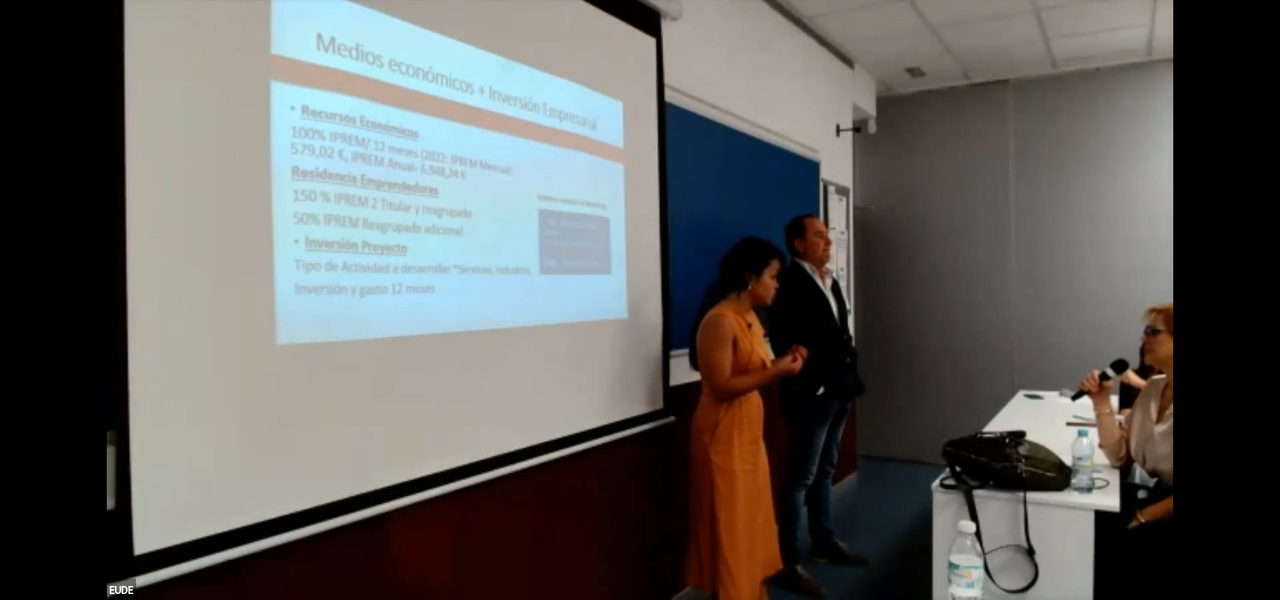 Medios económicos + Inversión Empresarial
• Recursos Económicos
100% IPREM/ 12 meses (2022: IPREM Mensual
579,02 €, IPREM Anual- 6.948,24 €
Residencia Emprendedores
150 % IPREM 2 Titular y reagrupado
50% IPREM Reagrupado adicional
• Inversión Proyecto
Tipo de Actividad a desarrollar "Servicios, Industria,
Inversión y gasto 12 meses
EUDE